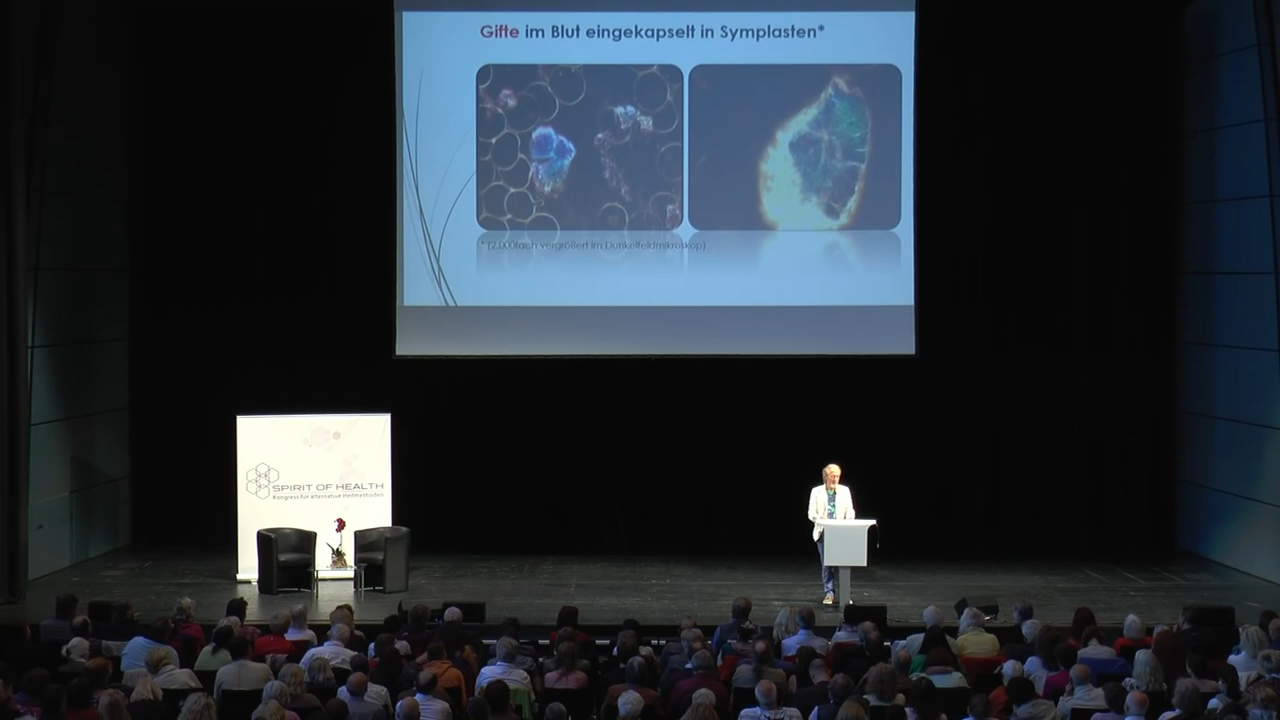 Gifte im Blut eingekapselt in Symplasten*
* (2.000fach vergrößert im Dunkelfeldmikroskop)
SPIRIT OF HEALTH
Kongress für alternative Heilmethoden